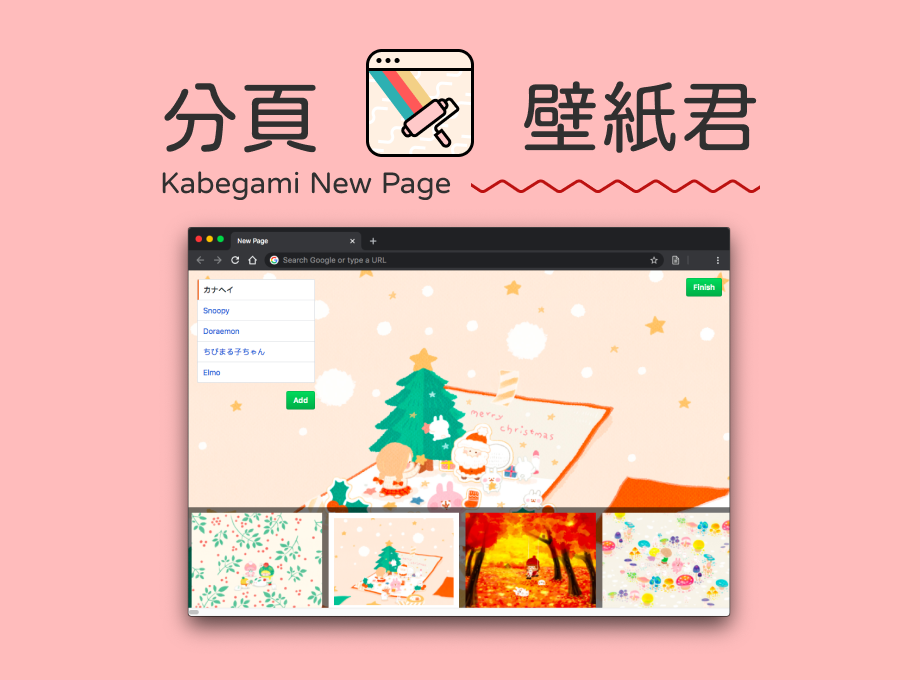 分頁 壁紙君
Kabegami New Page
New Page
Search Google or type a URL
カナヘイ
Finish
Snoopy
Doraemon
ちびまる子ちゃん
Elmo
Add
merry
christmas